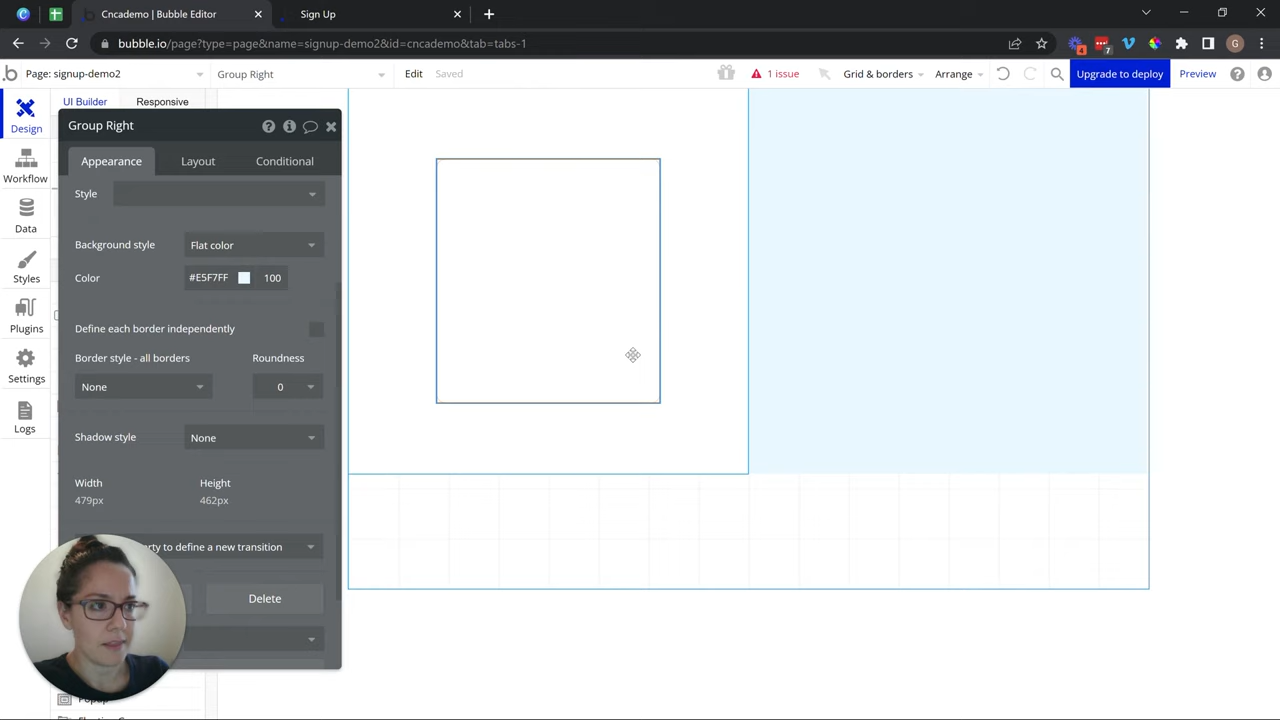 Cncademo | Bubble Editor
Sign Up
bubble.io/page?type=page&name=signup-demo2&id=cncademo&tab=tabs-1
4
7
G
Page: signup-demo2
Group Right
Edit
Saved
1 issue
Grid & borders
Arrange
Upgrade to deploy
Preview
Design
Workflow
Data
Styles
Plugins
Settings
Logs
UI Builder
Responsive
Group Right
Appearance
Layout
Conditional
Style
Background style
Flat color
Color
#E5F7FF
100
Define each border independently
Border style - all borders
Roundness
None
0
Shadow style
None
Width
Height
479px
462px
to define a new transition
Delete